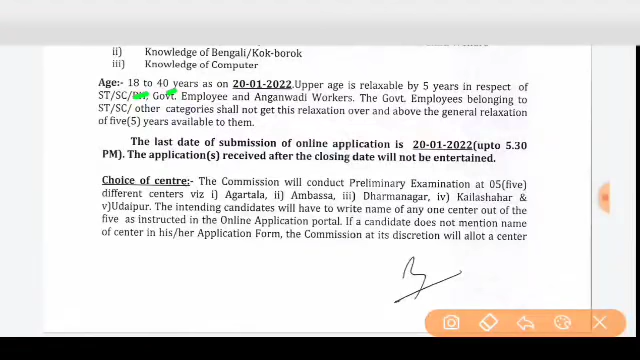 ii) Knowledge of Bengali/Kok-borok
iii) Knowledge of Computer
Age:- 18 to 40 years as on 20-01-2022.Upper age is relaxable by 5 years in respect of
ST/SC/PH, Govt. Employee and Anganwadi Workers. The Govt. Employees belonging to
ST/SC/ other categories shall not get this relaxation over and above the general relaxation
of five(5) years available to them.
The last date of submission of online application is 20-01-2022(upto 5.30
PM). The application(s) received after the closing date will not be entertained.
Choice of centre: The Commission will conduct Preliminary Examination at 05(five)
different centers viz i) Agartala, ii) Ambassa, iii) Dharmanagar, iv) Kailashahar &
v)Udaipur. The intending candidates will have to write name of any one center out of the
five as instructed in the Online Application portal. If a candidate does not mention name
of center in his/her Application Form, the Commission at its discretion will allot a center